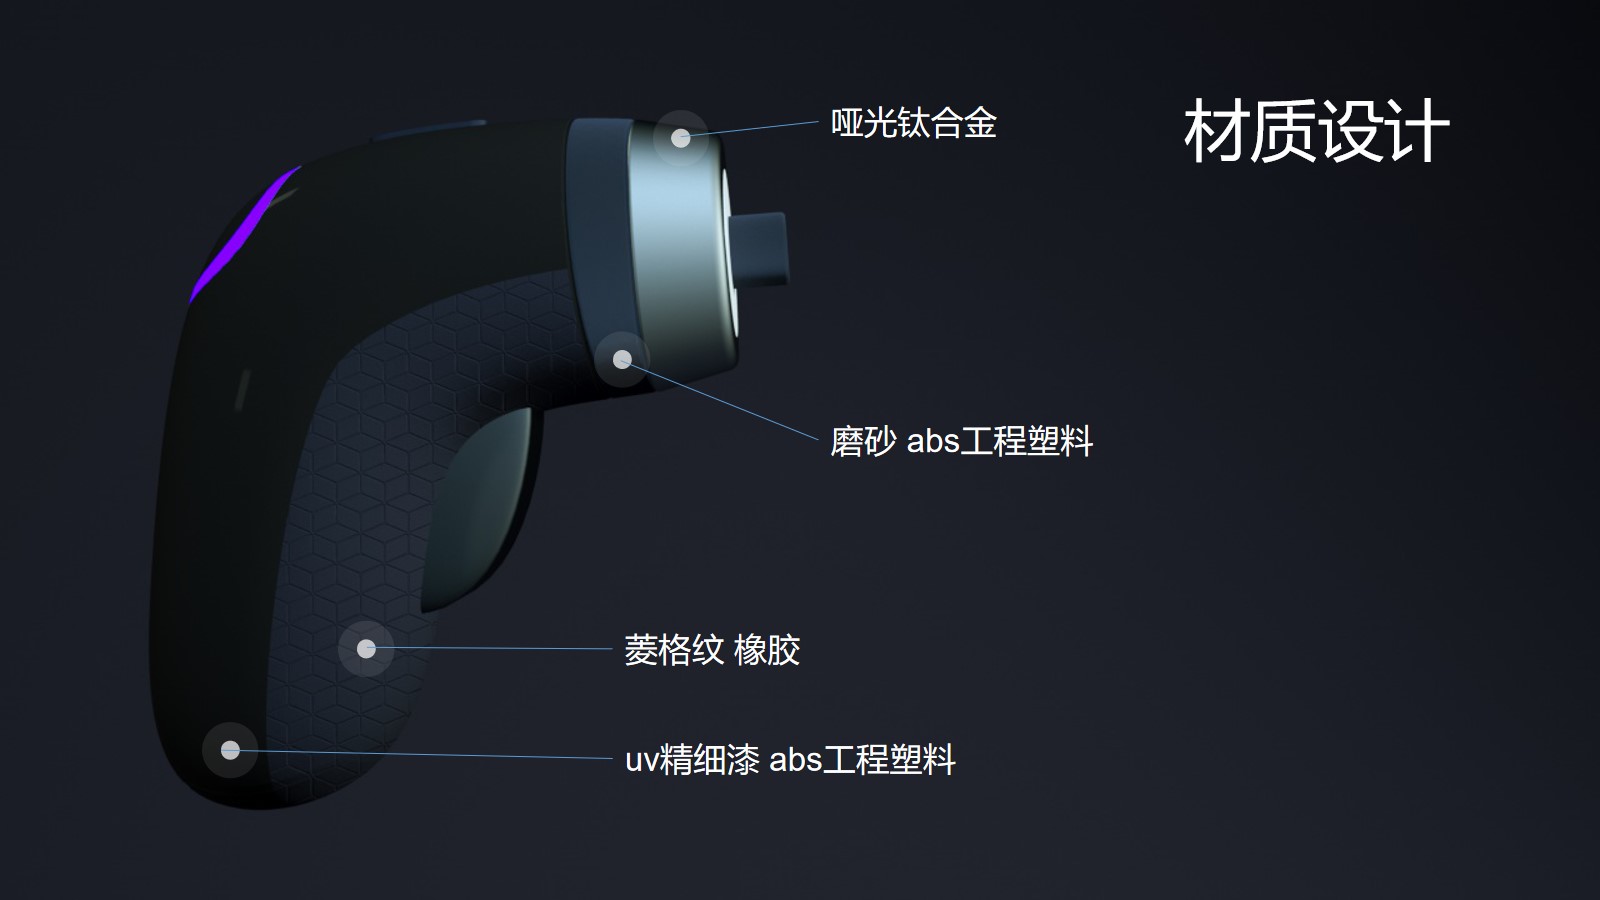 材质设计
哑光钛合金
磨砂 abs工程塑料
菱格纹 橡胶
uv精细漆 abs工程塑料